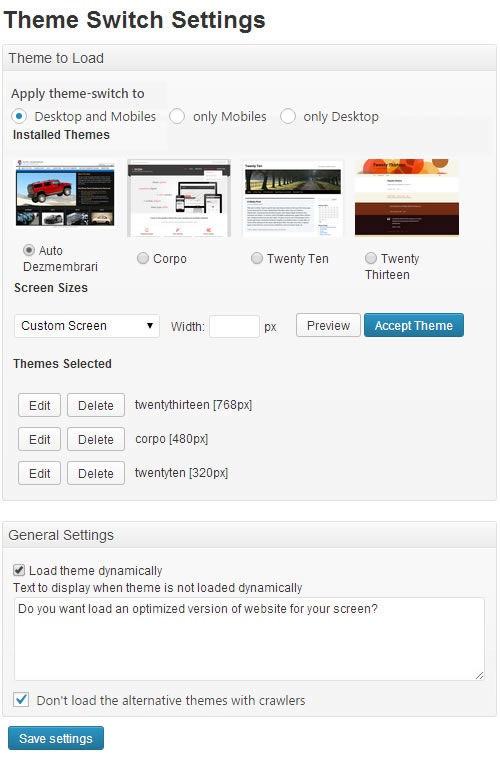 Theme Switch Settings
Theme to Load
Apply theme-switch to
Desktop and Mobiles only Mobiles only Desktop
Installed Themes
Twenty Ten
Auto Dezmembrari
Corpo
Twenty Ten
Twenty Thirteen
Screen Sizes
Custom Screen Width: px Preview Accept Theme
Themes Selected
Edit Delete twentythirteen [768px]
Edit Delete corpo [480px]
Edit Delete twentyten [320px]
General Settings
Load theme dynamically
Text to display when theme is not loaded dynamically
Do you want load an optimized version of website for your screen?
Don't load the alternative themes with crawlers
Save settings